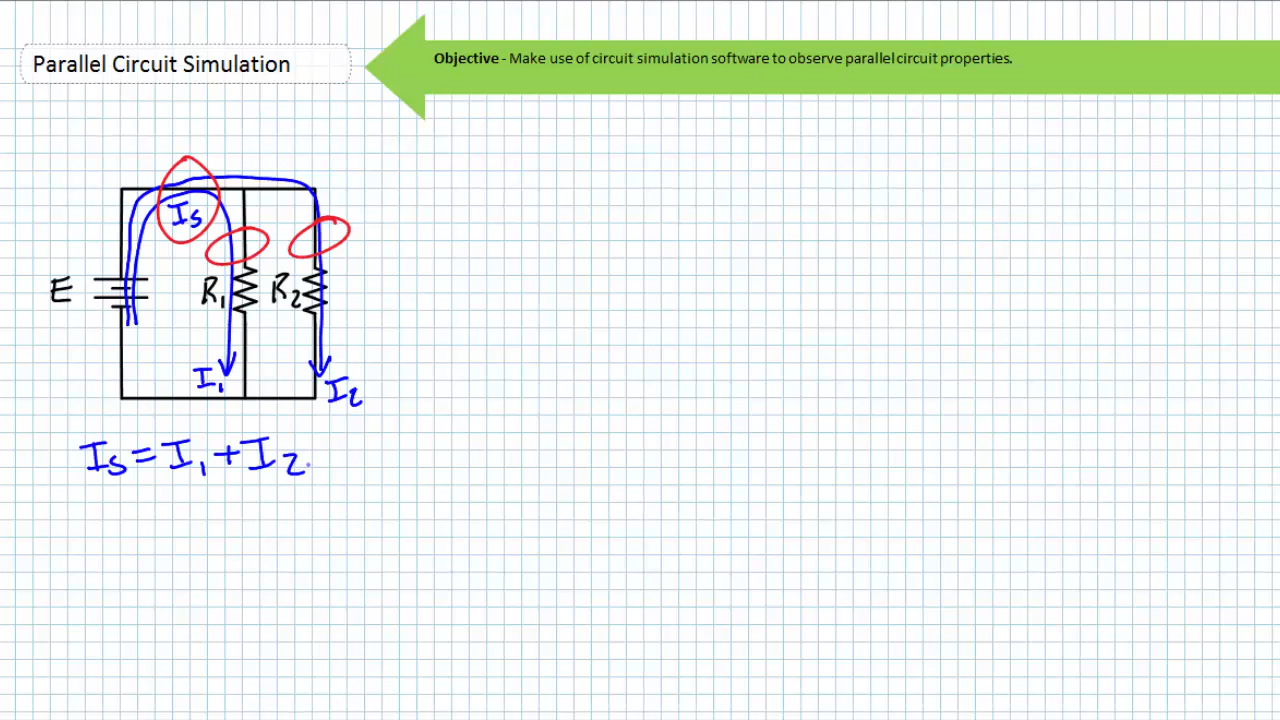 Parallel Circuit Simulation
Objective - Make use of circuit simulation software to observe parallel circuit properties.
Is
E
R1
R2
I1
I2
Is = I1 + I2